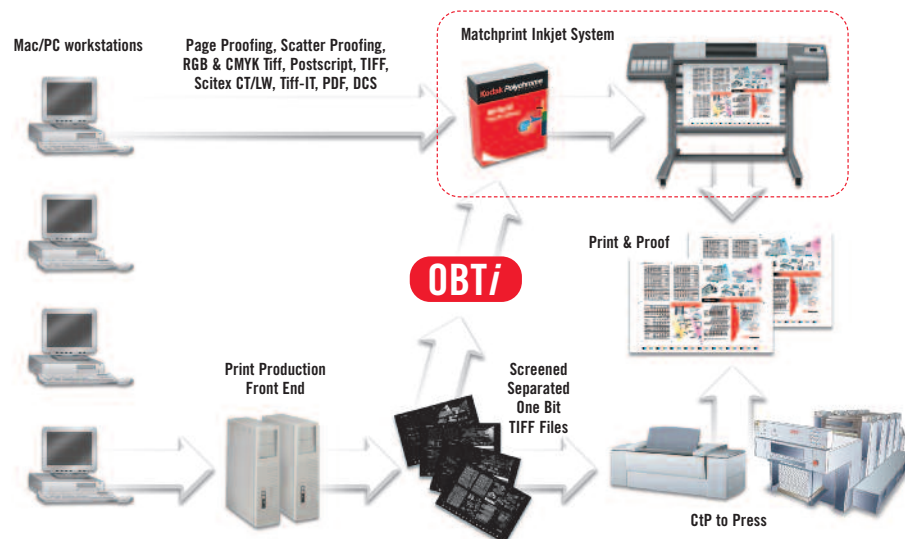 Mac/PC workstations
Page Proofing, Scatter Proofing,
RGB & CMYK Tiff, Postscript, TIFF,
Scitex CT/LW, Tiff-IT, PDF, DCS
Matchprint Inkjet System
Kodak Polychrome
Print & Proof
OBTi
Print Production
Front End
Screened
Separated
One Bit
TIFF Files
CtP to Press